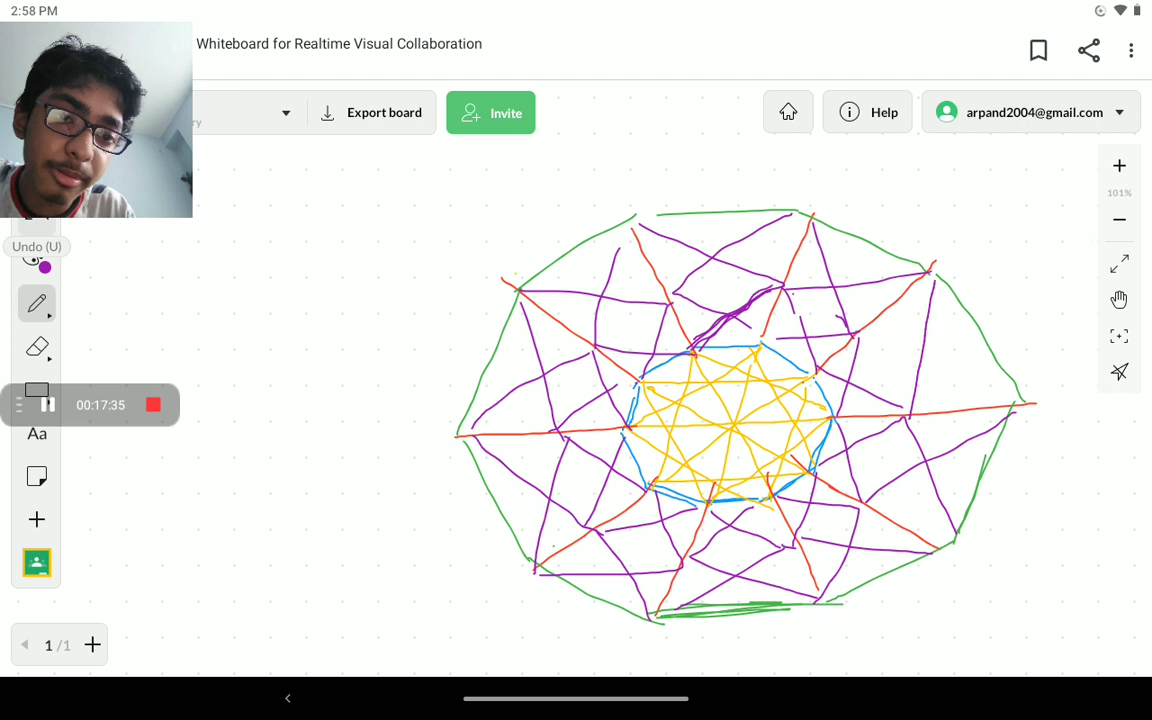 2:58 PM
Whiteboard for Realtime Visual Collaboration
Export board
Invite
Help
arpand2004@gmail.com
101%
Undo (U)
00:17:35
Aa
1 /1